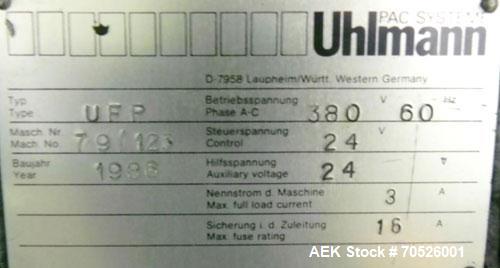 PAC SYSTEME
Uhlmann
D-7958 Laupheim/Württ. Western Germany
Typ Betriebsspannung V Hz
Type UFP Phase A-C 380 60
Masch. Nr Steuerspannung V
Mach. No Control 24
Baujahr Hilfsspannung V
Year Auxiliary voltage 24
Nennstrom d. Maschine A
Max. full load current 3
Sicherung i. d. Zuleitung A
Max. fuse rating 16
AEK Stock # 70526001